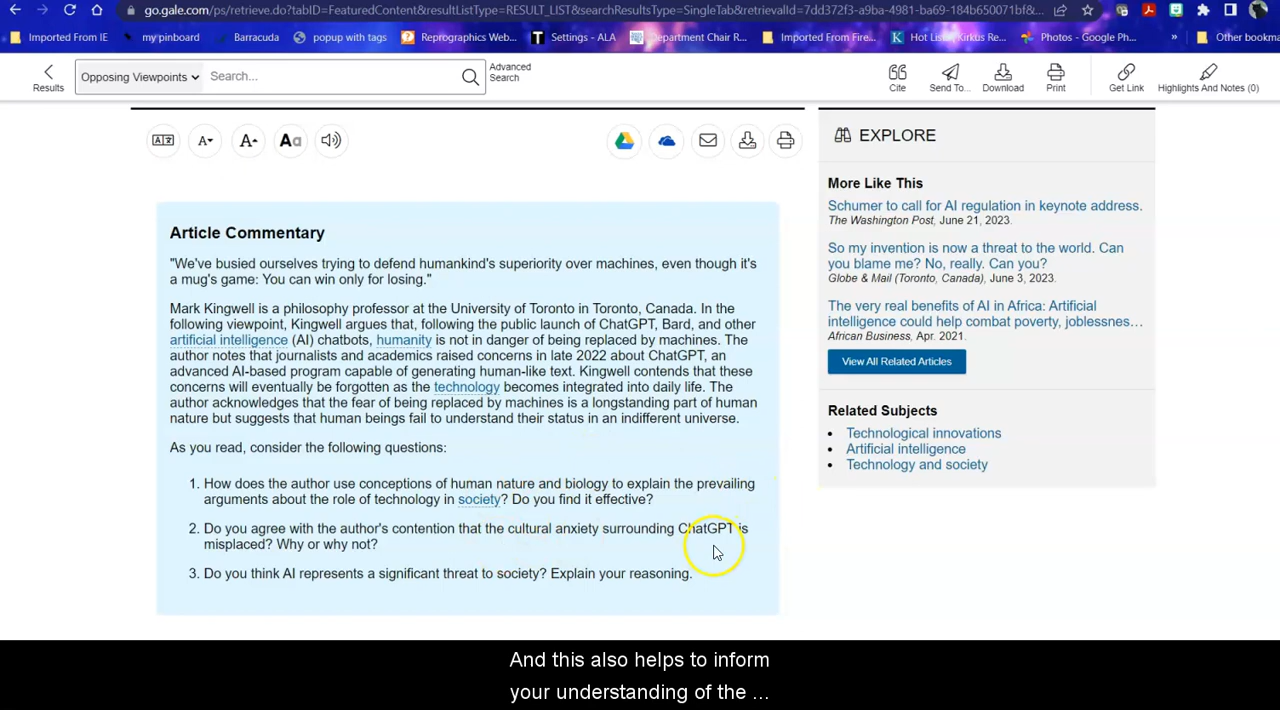 go.gale.com/ps/retrieve.do?tabID=FeaturedContent&resultListType=RESULT_LIST&searchResultsType=SingleTab&retrievalId=7dd372f3-a9ba-4981-ba69-184b650071bf&...
Imported From IE my pinboard Barracuda popup with tags Reprographics Web... Settings - ALA Department Chair R... Imported From Fire... Hot List | Kirkus Re... Photos - Google Ph... » Other bookma
Results Opposing Viewpoints Search... Advanced
Search
Cite Send To... Download Print Get Link Highlights And Notes (0)
Article Commentary
"We've busied ourselves trying to defend humankind's superiority over machines, even though it's
a mug's game: You can win only for losing."
Mark Kingwell is a philosophy professor at the University of Toronto in Toronto, Canada. In the
following viewpoint, Kingwell argues that, following the public launch of ChatGPT, Bard, and other
artificial intelligence (AI) chatbots, humanity is not in danger of being replaced by machines. The
author notes that journalists and academics raised concerns in late 2022 about ChatGPT, an
advanced AI-based program capable of generating human-like text. Kingwell contends that these
concerns will eventually be forgotten as the technology becomes integrated into daily life. The
author acknowledges that the fear of being replaced by machines is a longstanding part of human
nature but suggests that human beings fail to understand their status in an indifferent universe.
As you read, consider the following questions:
1. How does the author use conceptions of human nature and biology to explain the prevailing
arguments about the role of technology in society? Do you find it effective?
2. Do you agree with the author's contention that the cultural anxiety surrounding ChatGPT is
misplaced? Why or why not?
3. Do you think AI represents a significant threat to society? Explain your reasoning.
EXPLORE
More Like This
Schumer to call for AI regulation in keynote address.
The Washington Post, June 21, 2023.
So my invention is now a threat to the world. Can
you blame me? No, really. Can you?
Globe & Mail (Toronto, Canada), June 3, 2023.
The very real benefits of AI in Africa: Artificial
intelligence could help combat poverty, joblessnes...
African Business, Apr. 2021.
View All Related Articles
Related Subjects
• Technological innovations
• Artificial intelligence
• Technology and society
And this also helps to inform
your understanding of the ...